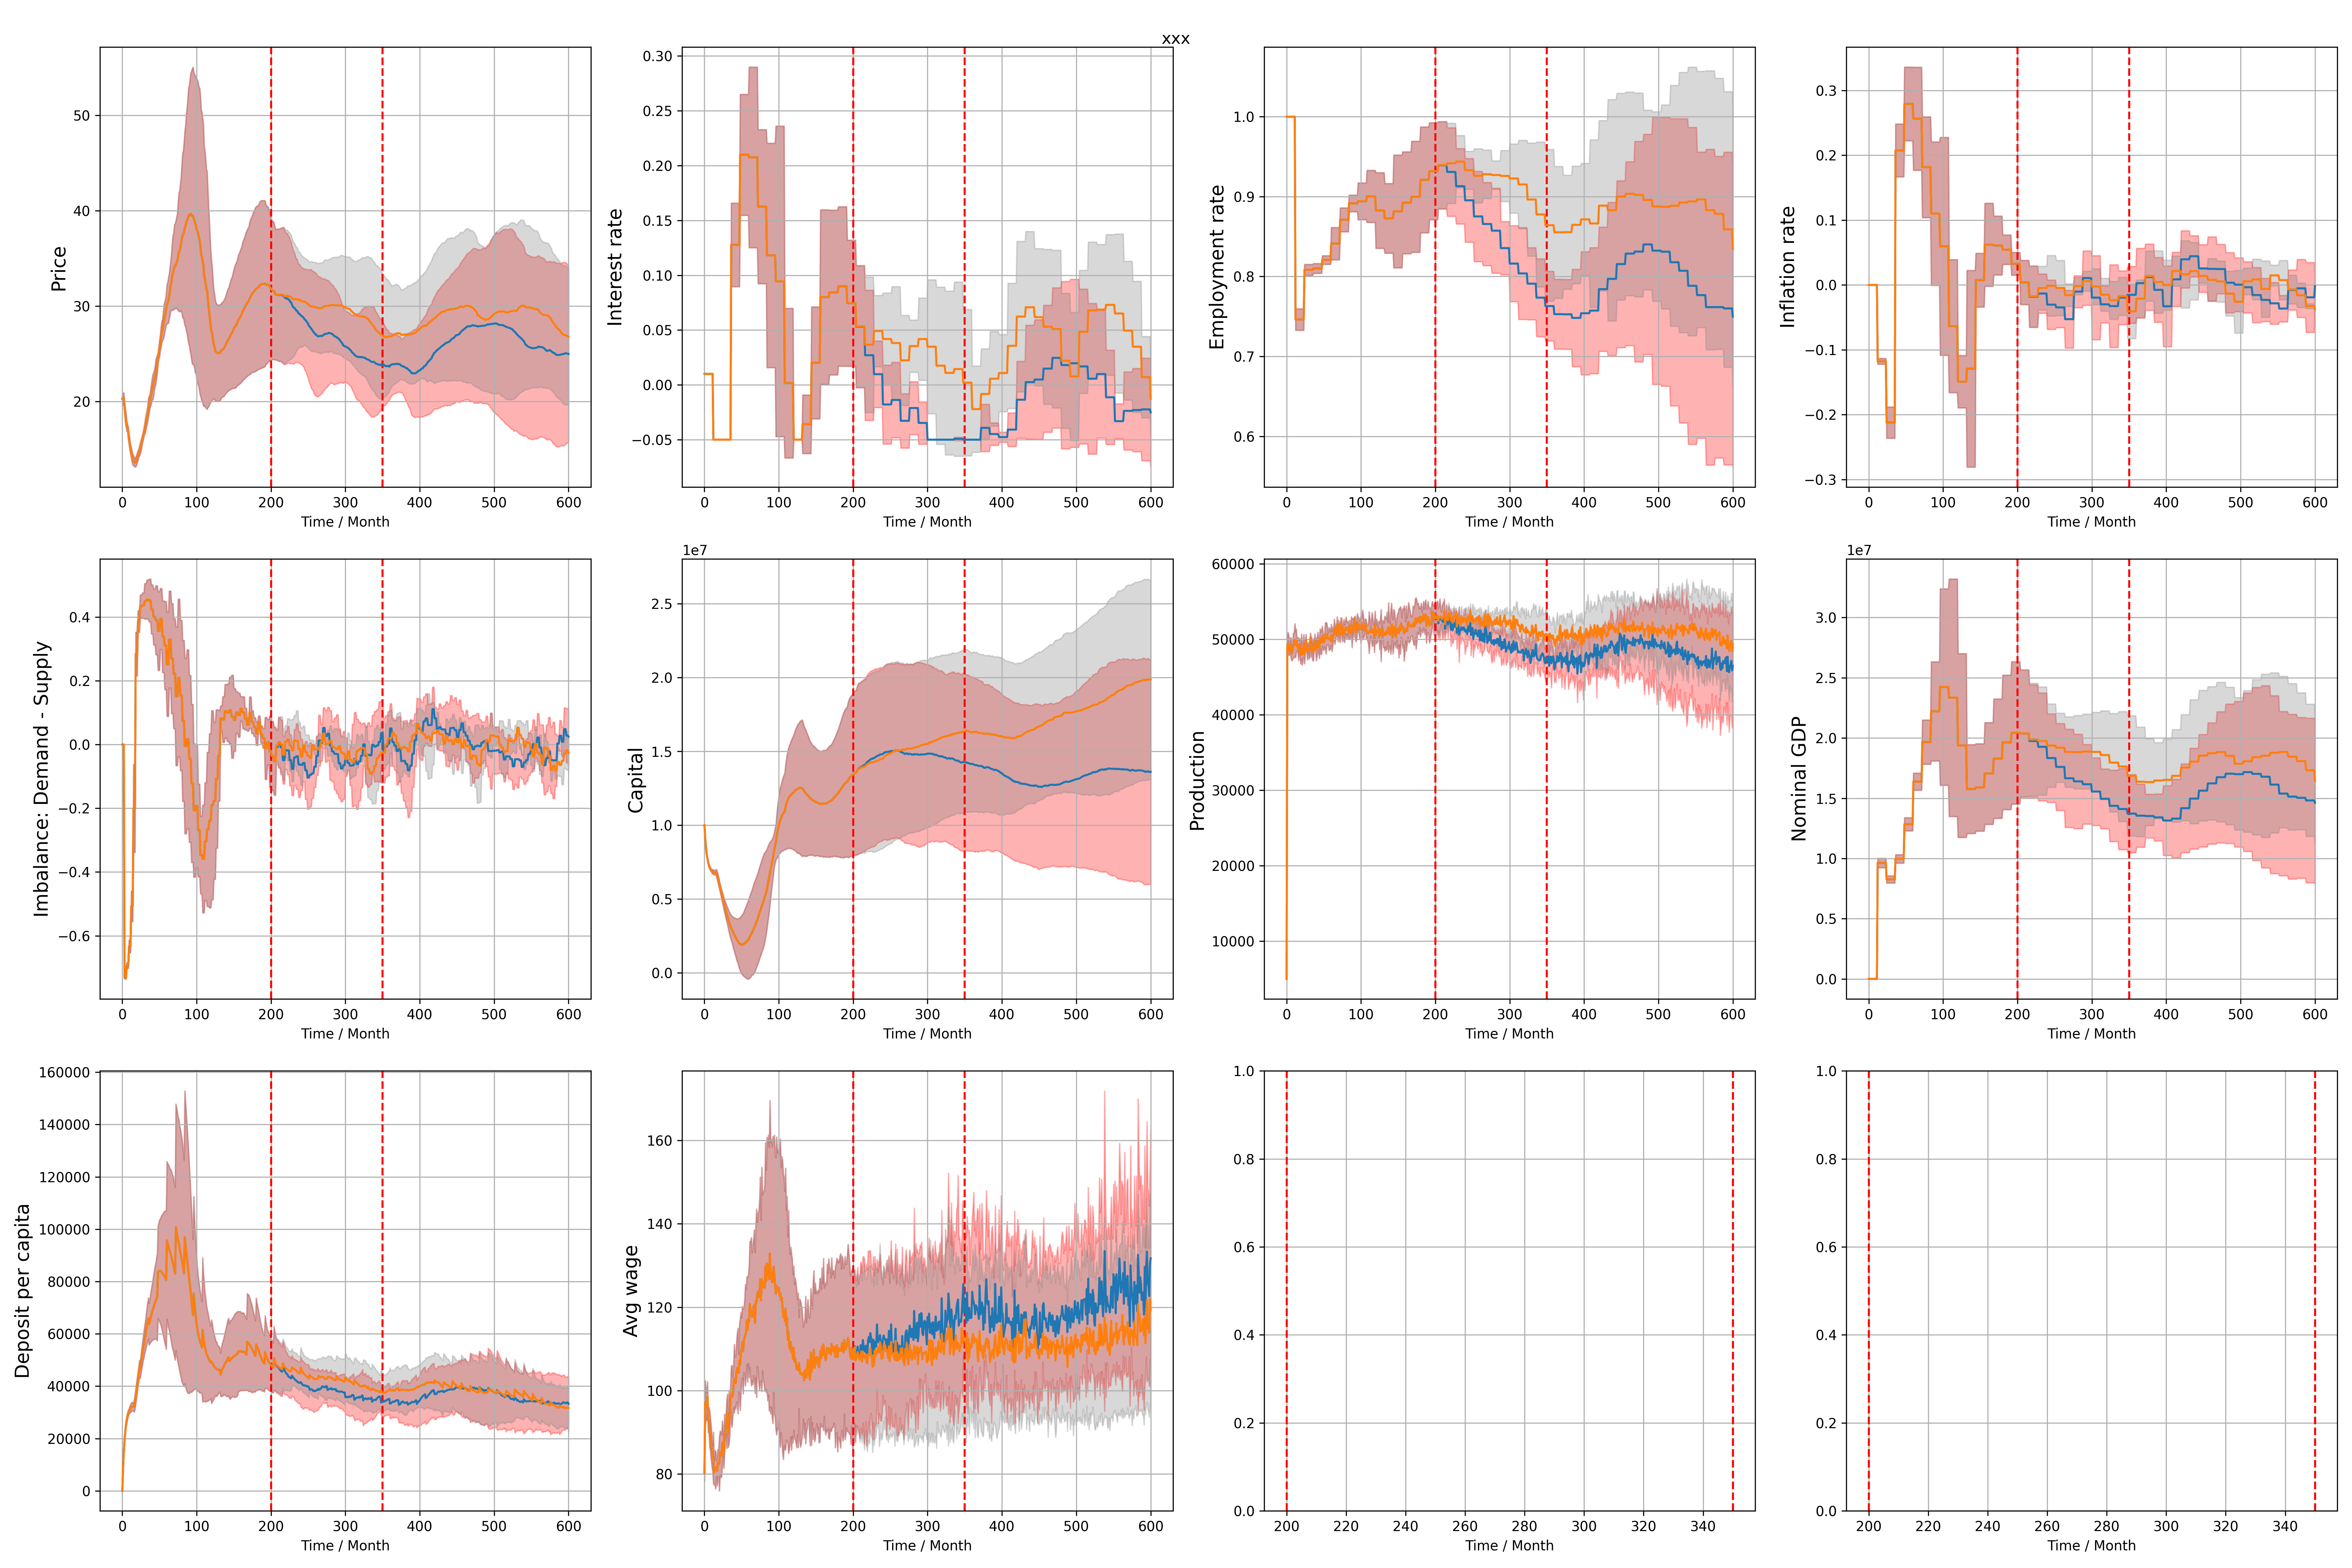 xxx
Price
50
40
30
20
0 100 200 300 400 500 600
Time / Month
Interest rate
0.30
0.25
0.20
0.15
0.10
0.05
0.00
−0.05
0 100 200 300 400 500 600
Time / Month
Employment rate
1.0
0.9
0.8
0.7
0.6
0 100 200 300 400 500 600
Time / Month
Inflation rate
0.3
0.2
0.1
0.0
−0.1
−0.2
−0.3
0 100 200 300 400 500 600
Time / Month
Imbalance: Demand - Supply
0.4
0.2
0.0
−0.2
−0.4
−0.6
0 100 200 300 400 500 600
Time / Month
1e7
Capital
2.5
2.0
1.5
1.0
0.5
0.0
0 100 200 300 400 500 600
Time / Month
Production
60000
50000
40000
30000
20000
10000
0 100 200 300 400 500 600
Time / Month
1e7
Nominal GDP
3.0
2.5
2.0
1.5
1.0
0.5
0.0
0 100 200 300 400 500 600
Time / Month
Deposit per capita
160000
140000
120000
100000
80000
60000
40000
20000
0
0 100 200 300 400 500 600
Time / Month
Avg wage
160
140
120
100
80
0 100 200 300 400 500 600
Time / Month
1.0
0.8
0.6
0.4
0.2
0.0
200 220 240 260 280 300 320 340
Time / Month
1.0
0.8
0.6
0.4
0.2
0.0
200 220 240 260 280 300 320 340
Time / Month